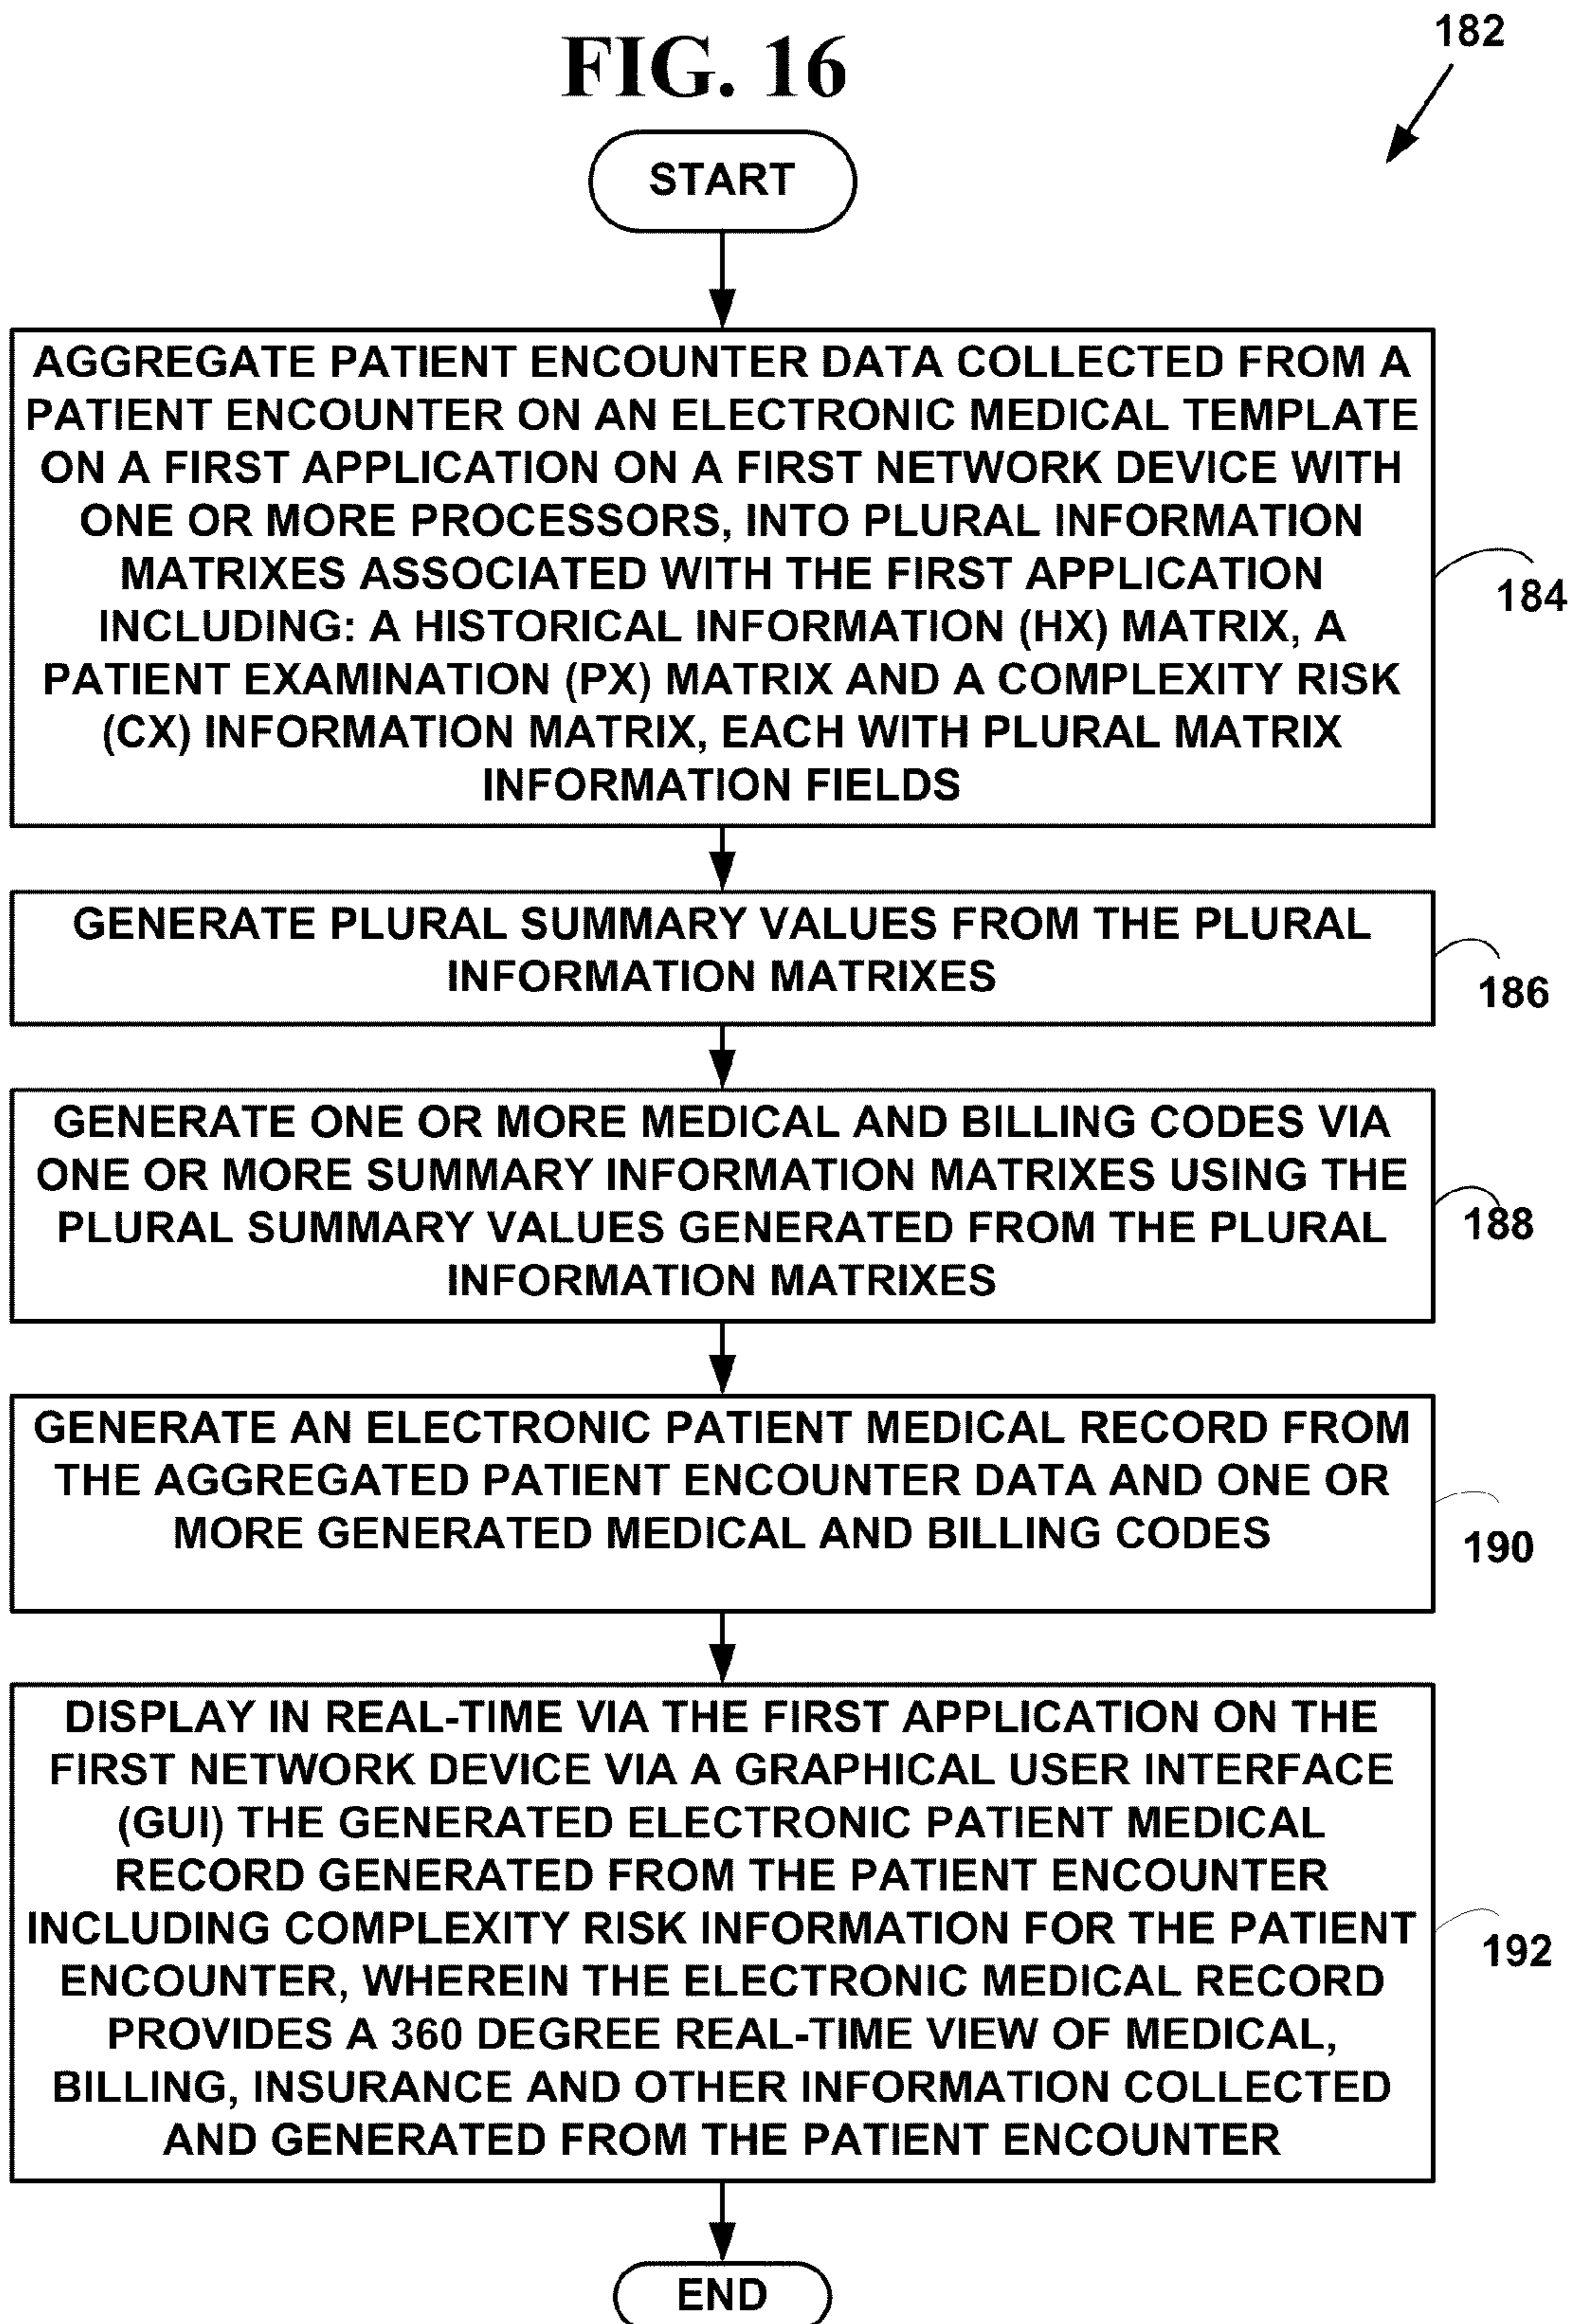 FIG. 16
182
START
AGGREGATE PATIENT ENCOUNTER DATA COLLECTED FROM A
PATIENT ENCOUNTER ON AN ELECTRONIC MEDICAL TEMPLATE
ON A FIRST APPLICATION ON A FIRST NETWORK DEVICE WITH
ONE OR MORE PROCESSORS, INTO PLURAL INFORMATION
MATRIXES ASSOCIATED WITH THE FIRST APPLICATION
INCLUDING: A HISTORICAL INFORMATION (HX) MATRIX, A
PATIENT EXAMINATION (PX) MATRIX AND A COMPLEXITY RISK
(CX) INFORMATION MATRIX, EACH WITH PLURAL MATRIX
INFORMATION FIELDS
184
GENERATE PLURAL SUMMARY VALUES FROM THE PLURAL
INFORMATION MATRIXES
186
GENERATE ONE OR MORE MEDICAL AND BILLING CODES VIA
ONE OR MORE SUMMARY INFORMATION MATRIXES USING THE
PLURAL SUMMARY VALUES GENERATED FROM THE PLURAL
INFORMATION MATRIXES
188
GENERATE AN ELECTRONIC PATIENT MEDICAL RECORD FROM
THE AGGREGATED PATIENT ENCOUNTER DATA AND ONE OR
MORE GENERATED MEDICAL AND BILLING CODES
190
DISPLAY IN REAL-TIME VIA THE FIRST APPLICATION ON THE
FIRST NETWORK DEVICE VIA A GRAPHICAL USER INTERFACE
(GUI) THE GENERATED ELECTRONIC PATIENT MEDICAL
RECORD GENERATED FROM THE PATIENT ENCOUNTER
INCLUDING COMPLEXITY RISK INFORMATION FOR THE PATIENT
ENCOUNTER, WHEREIN THE ELECTRONIC MEDICAL RECORD
PROVIDES A 360 DEGREE REAL-TIME VIEW OF MEDICAL,
BILLING, INSURANCE AND OTHER INFORMATION COLLECTED
AND GENERATED FROM THE PATIENT ENCOUNTER
192
END